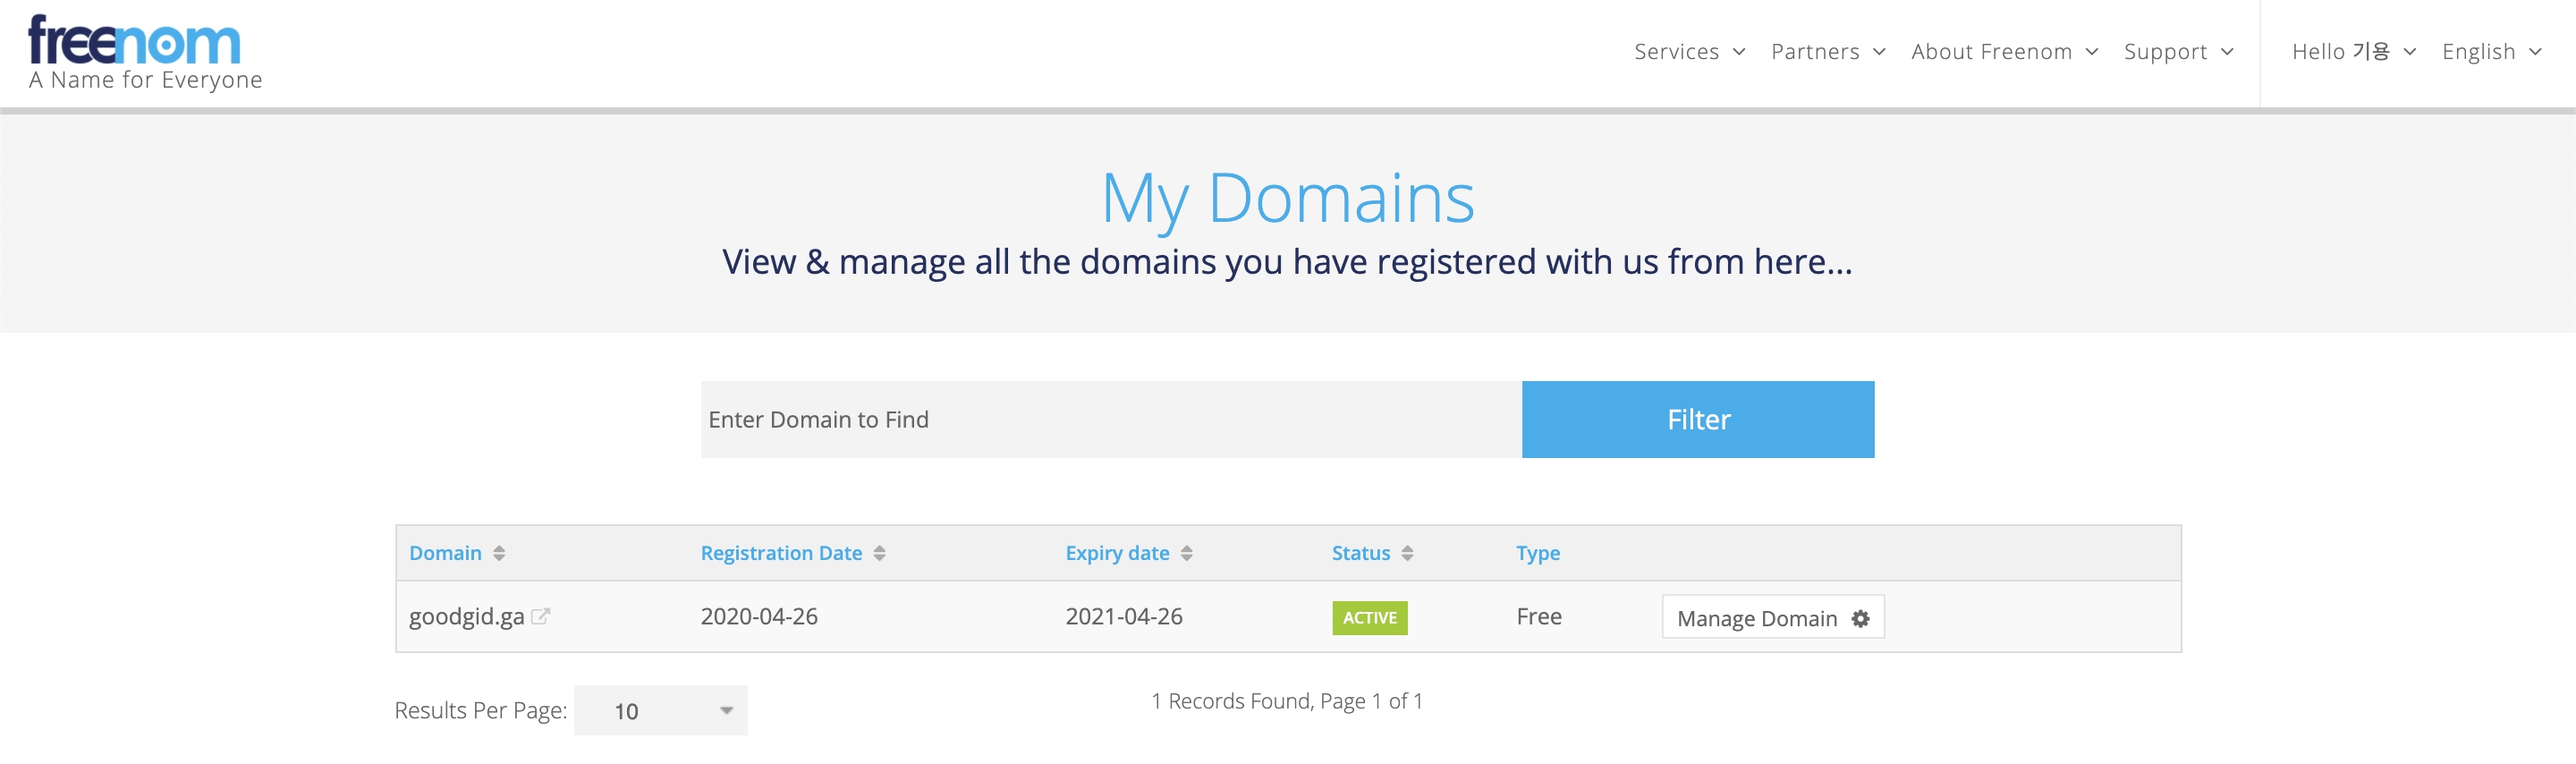 freenom
A Name for Everyone
Services Partners About Freenom Support Hello 기용 English
My Domains
View & manage all the domains you have registered with us from here...
Enter Domain to Find Filter
Domain Registration Date Expiry date Status Type
goodgid.ga 2020-04-26 2021-04-26 ACTIVE Free Manage Domain
Results Per Page: 10 1 Records Found, Page 1 of 1